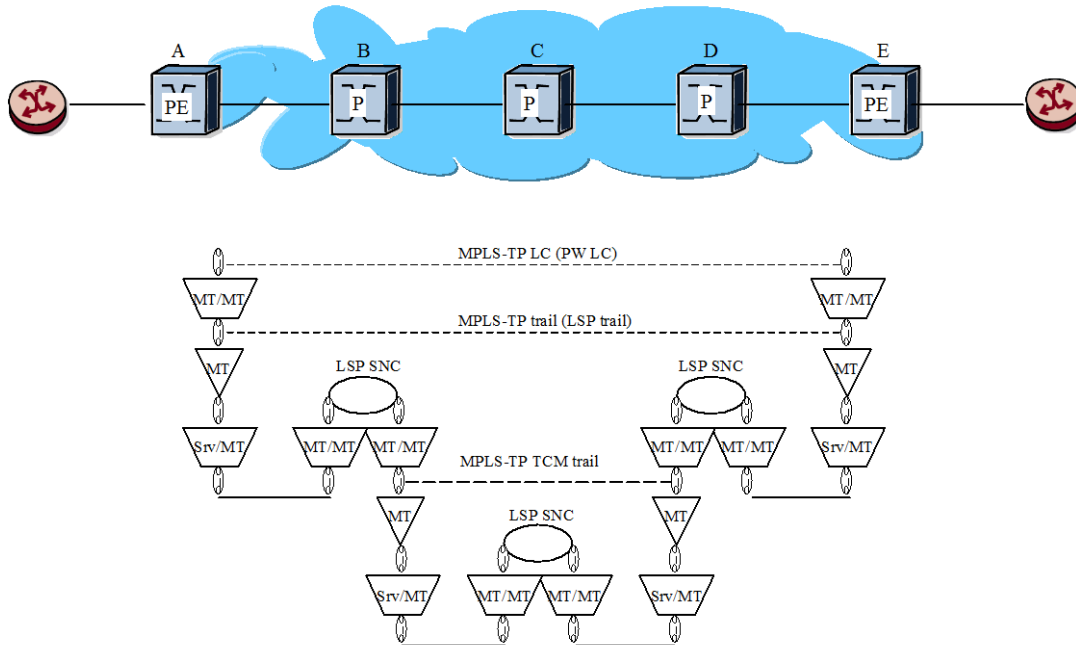 A B C D E
PE P P P PE
MPLS-TP LC (PW LC)
MT/MT MT/MT
MPLS-TP trail (LSP trail)
MT MT
LSP SNC LSP SNC
Srv/MT MT/MT MT/MT MT/MT MT/MT Srv/MT
MPLS-TP TCM trail
MT MT
LSP SNC
Srv/MT MT/MT MT/MT Srv/MT